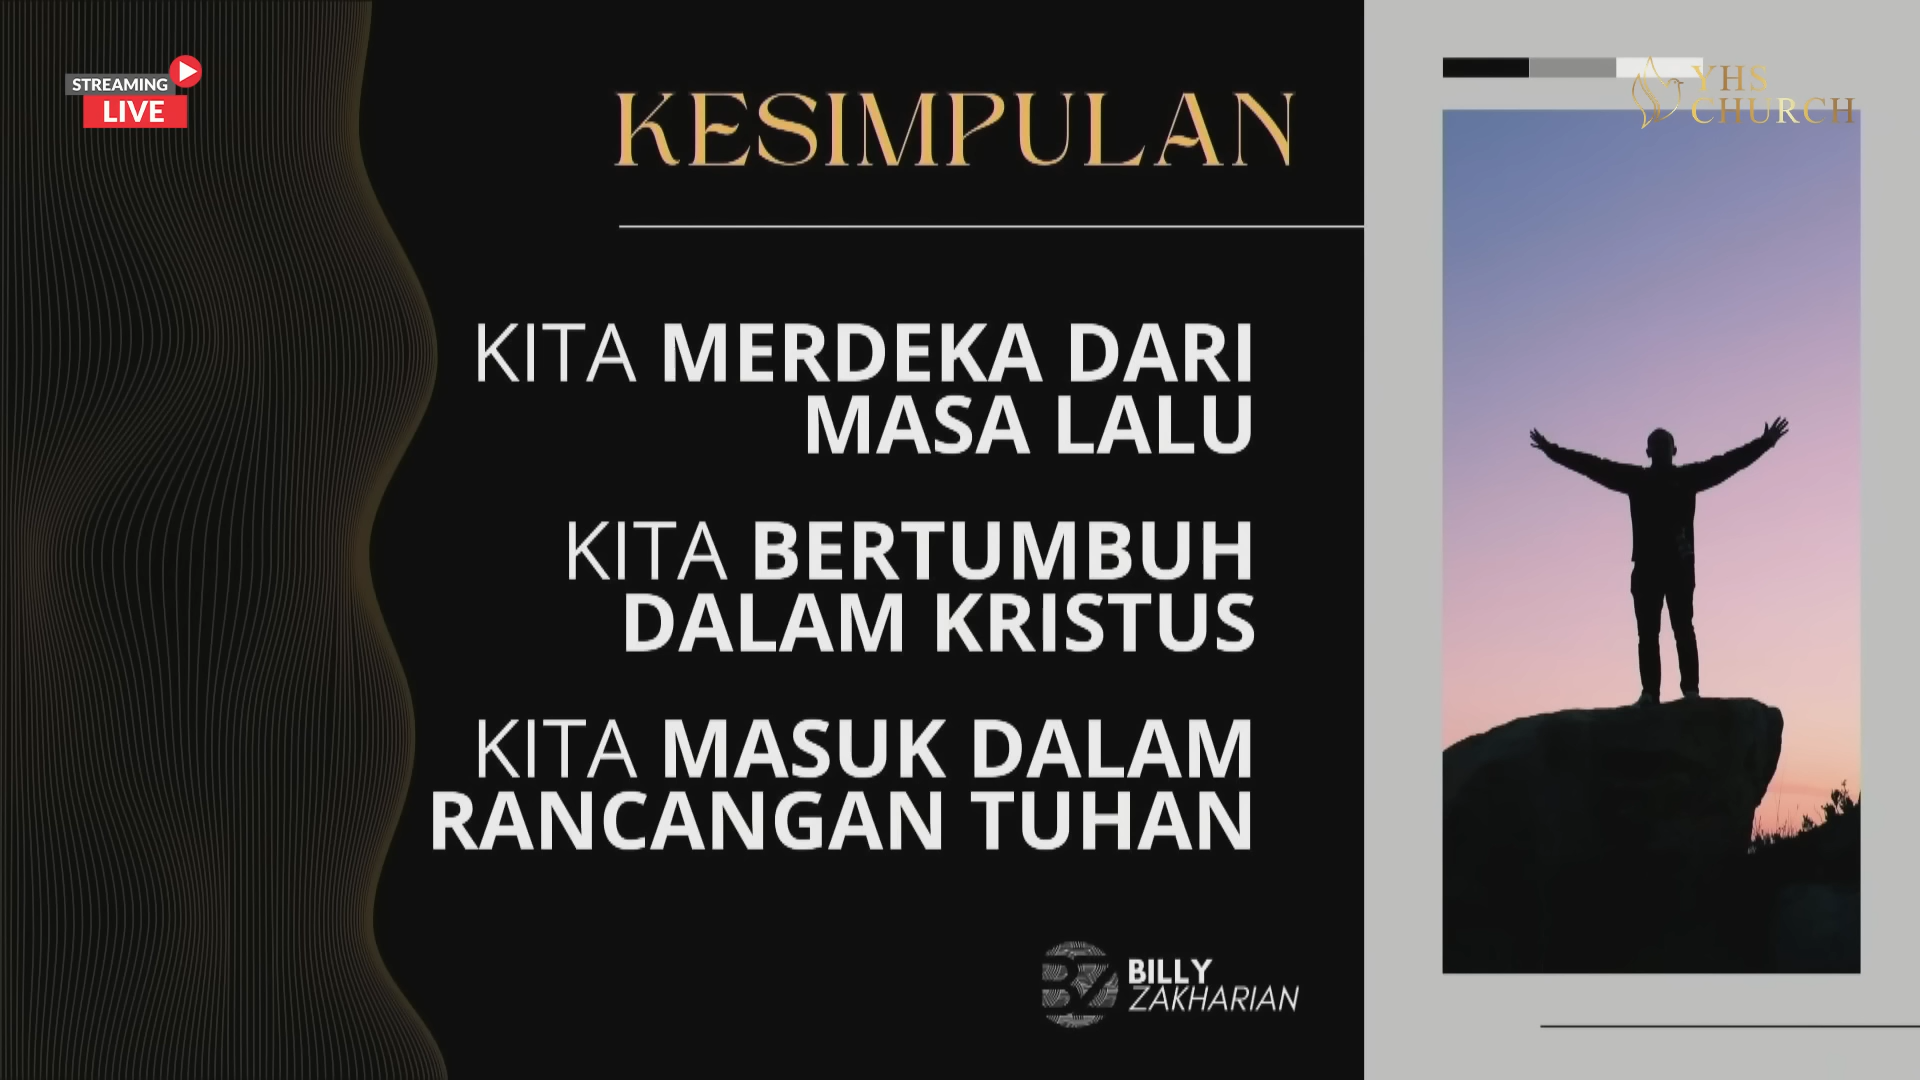 STREAMING
LIVE
KESIMPULAN
YHS
CHURCH
KITA MERDEKA DARI
MASA LALU
KITA BERTUMBUH
DALAM KRISTUS
KITA MASUK DALAM
RANCANGAN TUHAN
BZ
BILLY
ZAKHARIAN